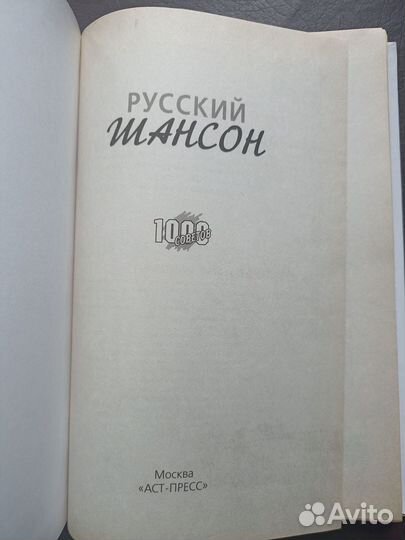 РУССКИЙ
ШАНСОН
1000
СОВЕТОВ
Москва
«АСТ-ПРЕСС»
Avito